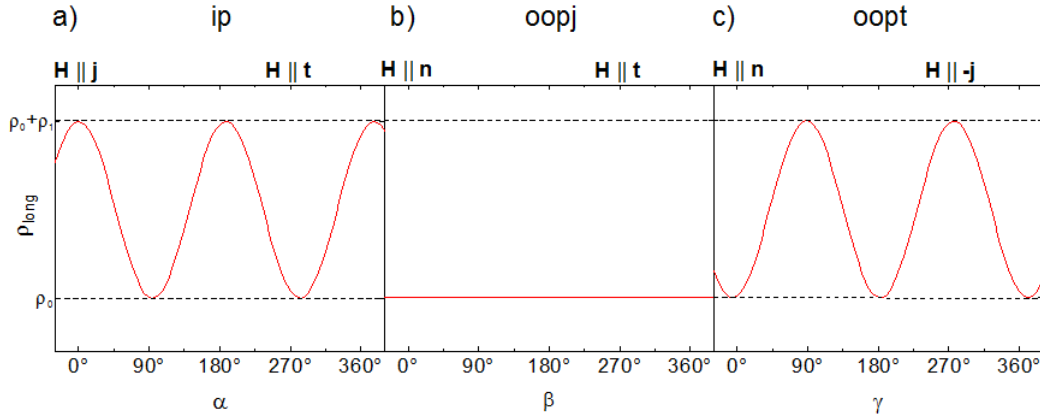 a) ip b) oopj c) oopt
H || j H || t H || n H || t H || n H || -j
ρ₀+ρ₁
ρlong
ρ₀
0° 90° 180° 270° 360° 0° 90° 180° 270° 360° 0° 90° 180° 270° 360°
α β γ